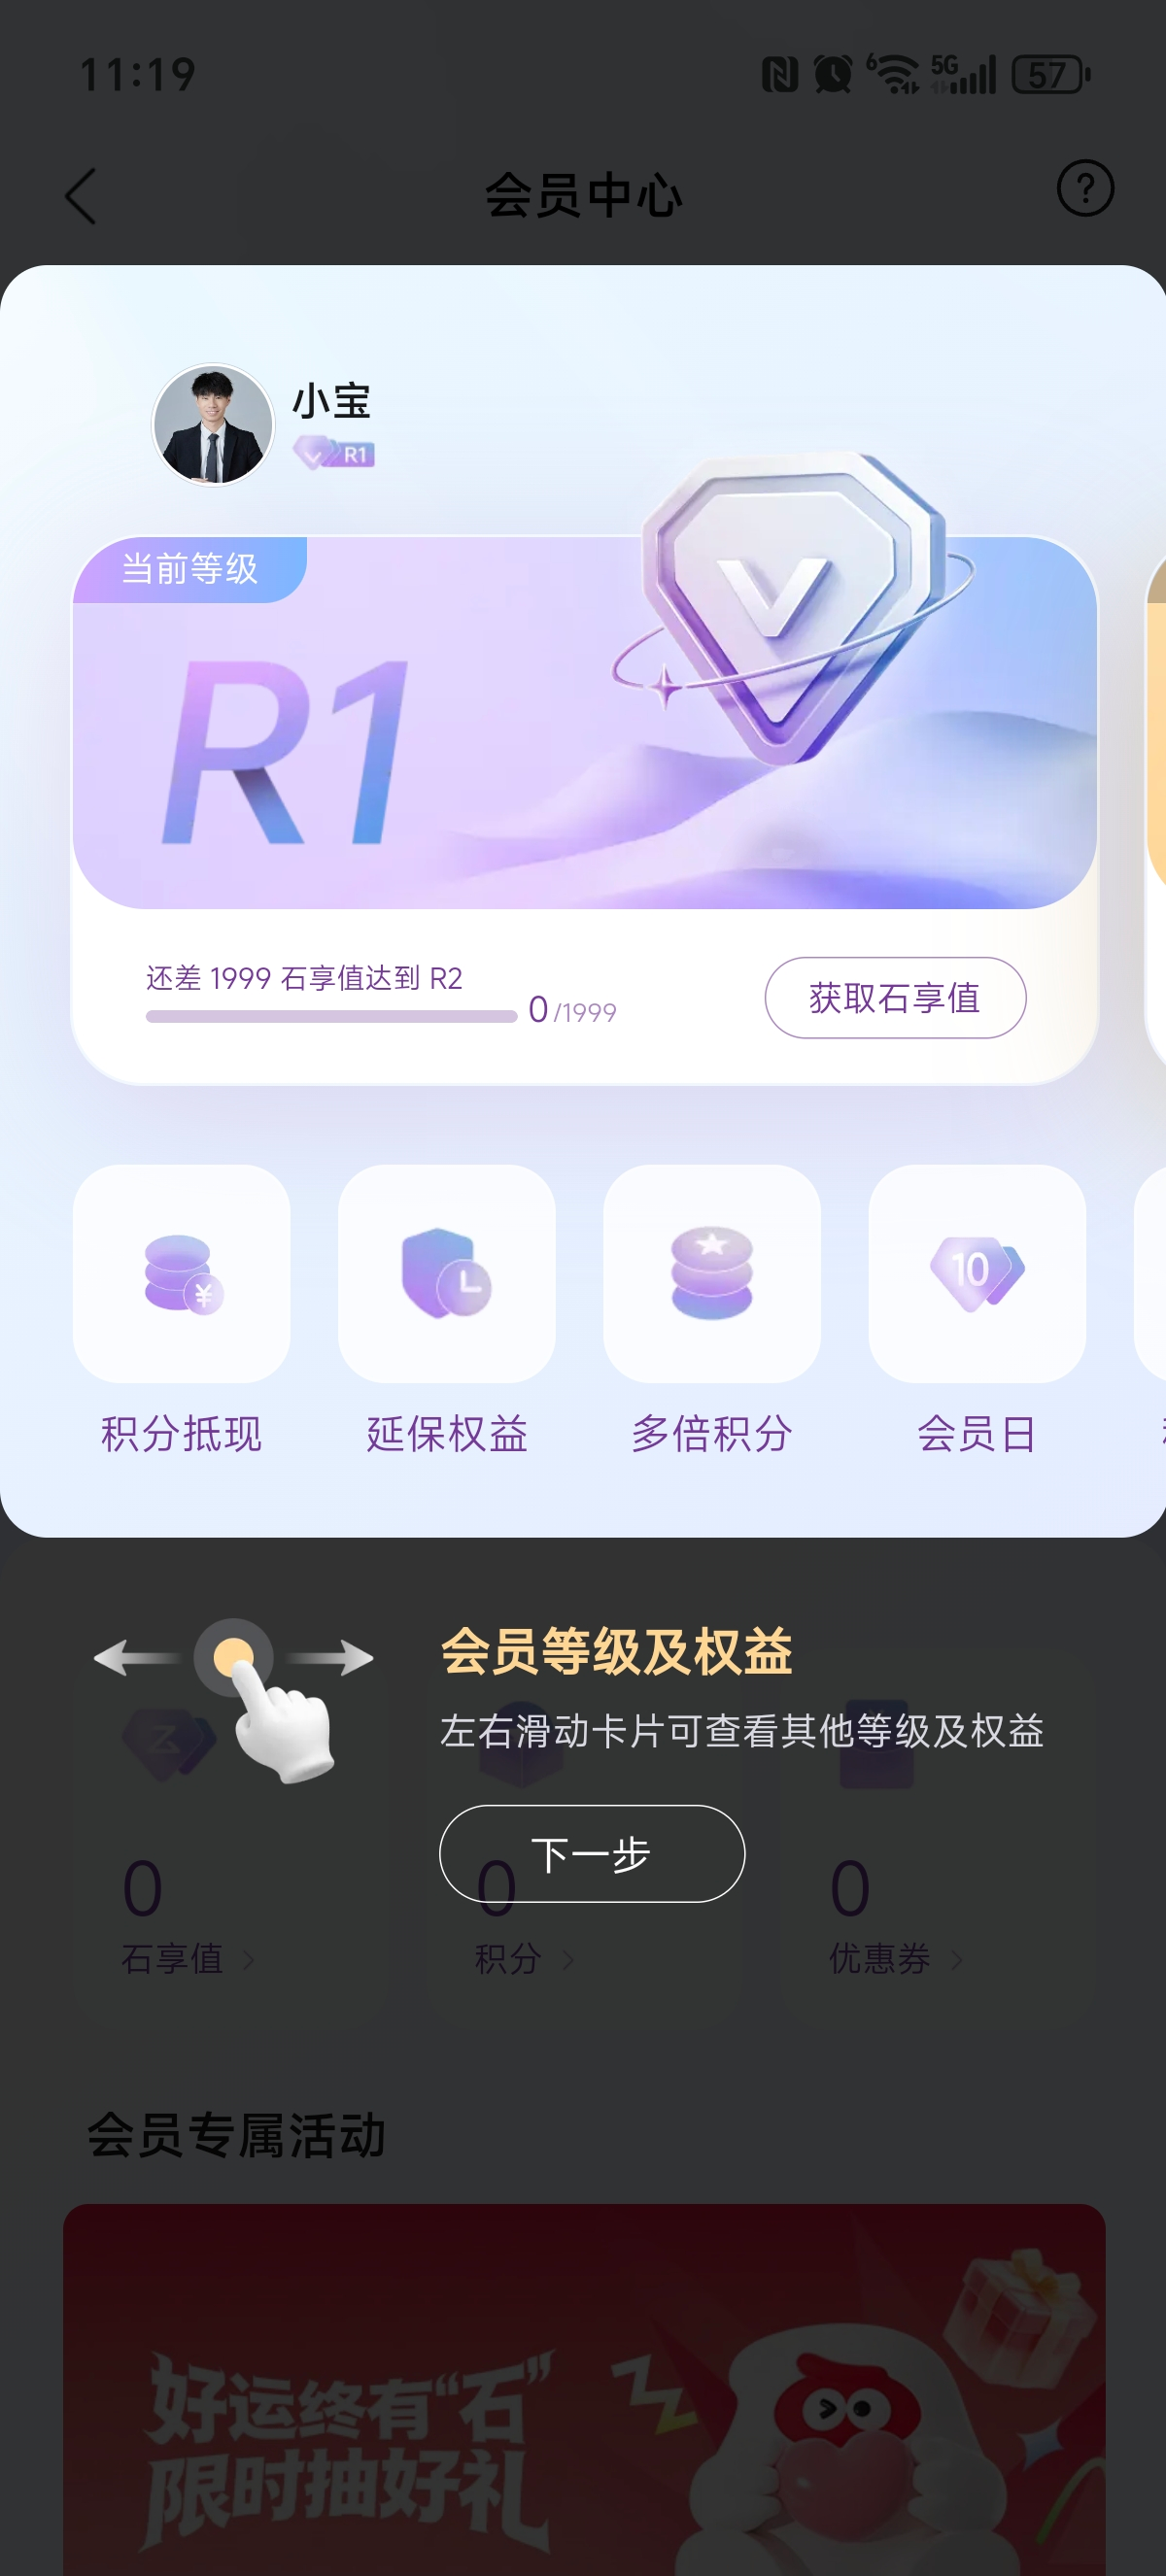 11:19
6
5G
57
会员中心
?
小宝
R1
当前等级
R1
还差 1999 石享值达到 R2
0/1999
获取石享值
¥
10
积分抵现
延保权益
多倍积分
会员日
会员等级及权益
左右滑动卡片可查看其他等级及权益
下一步
0
0
0
石享值
积分
优惠券
会员专属活动
好运终有“石”
限时抽好礼